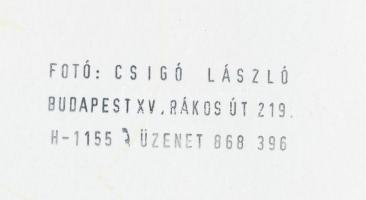 FOTÓ: CSIGÓ LÁSZLÓ
BUDAPEST XV. RÁKOS ÚT 219.
H-1155 ÜZENET 868 396